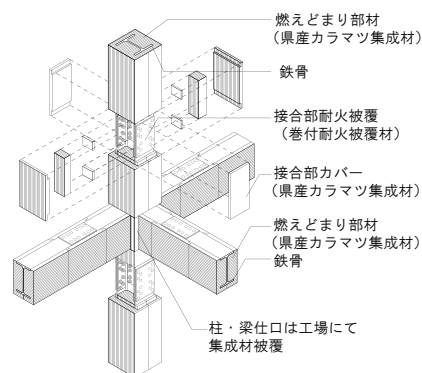 燃えどまり部材
（県産カラマツ集成材）
鉄骨
接合部耐火被覆
（巻付耐火被覆材）
接合部カバー
（県産カラマツ集成材）
燃えどまり部材
（県産カラマツ集成材）
鉄骨
柱・梁仕口は工場にて
集成材被覆